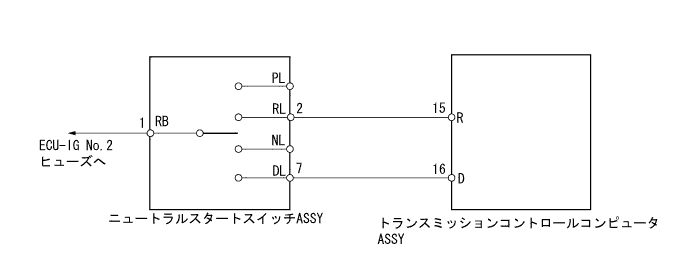 PL
RL 2 15 R
1 RB
ECU-IG No.2
ヒューズへ
NL
DL 7 16 D
ニュートラルスタートスイッチASSY
トランスミッションコントロールコンピュータ
ASSY